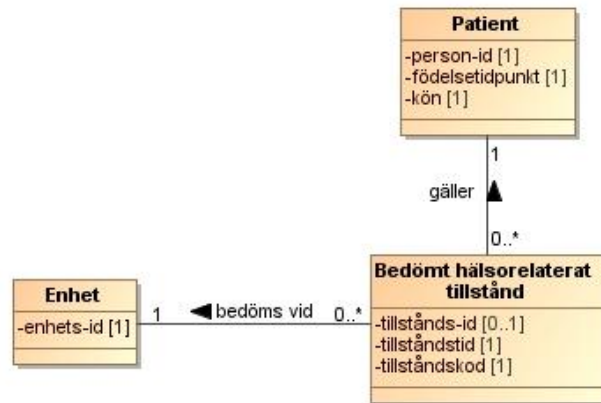 Patient
-person-id [1]
-födelsetidpunkt [1]
-kön [1]
1
gäller
0..*
Bedömt hälsorelaterat
tillstånd
-tillstånds-id [0..1]
-tillståndstid [1]
-tillståndskod [1]
Enhet
-enhets-id [1]
1
bedöms vid
0..*